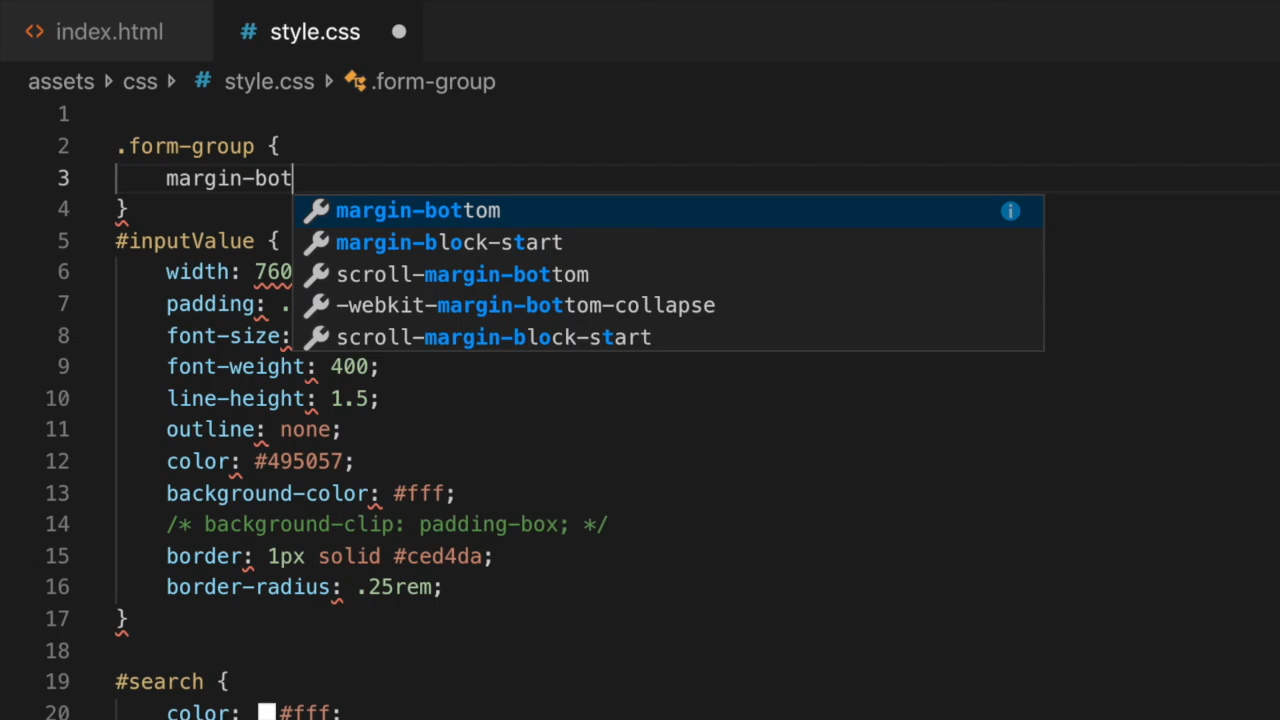 index.html style.css
assets css # style.css .form-group
1
2 .form-group {
3 margin-bot
margin-bottom
margin-block-start
scroll-margin-bottom
-webkit-margin-bottom-collapse
scroll-margin-block-start
4 }
5 #inputValue {
6 width: 760
7 padding: .
8 font-size:
9 font-weight: 400;
10 line-height: 1.5;
11 outline: none;
12 color: #495057;
13 background-color: #fff;
14 /* background-clip: padding-box; */
15 border: 1px solid #ced4da;
16 border-radius: .25rem;
17 }
18
19 #search {
20 color: #fff;